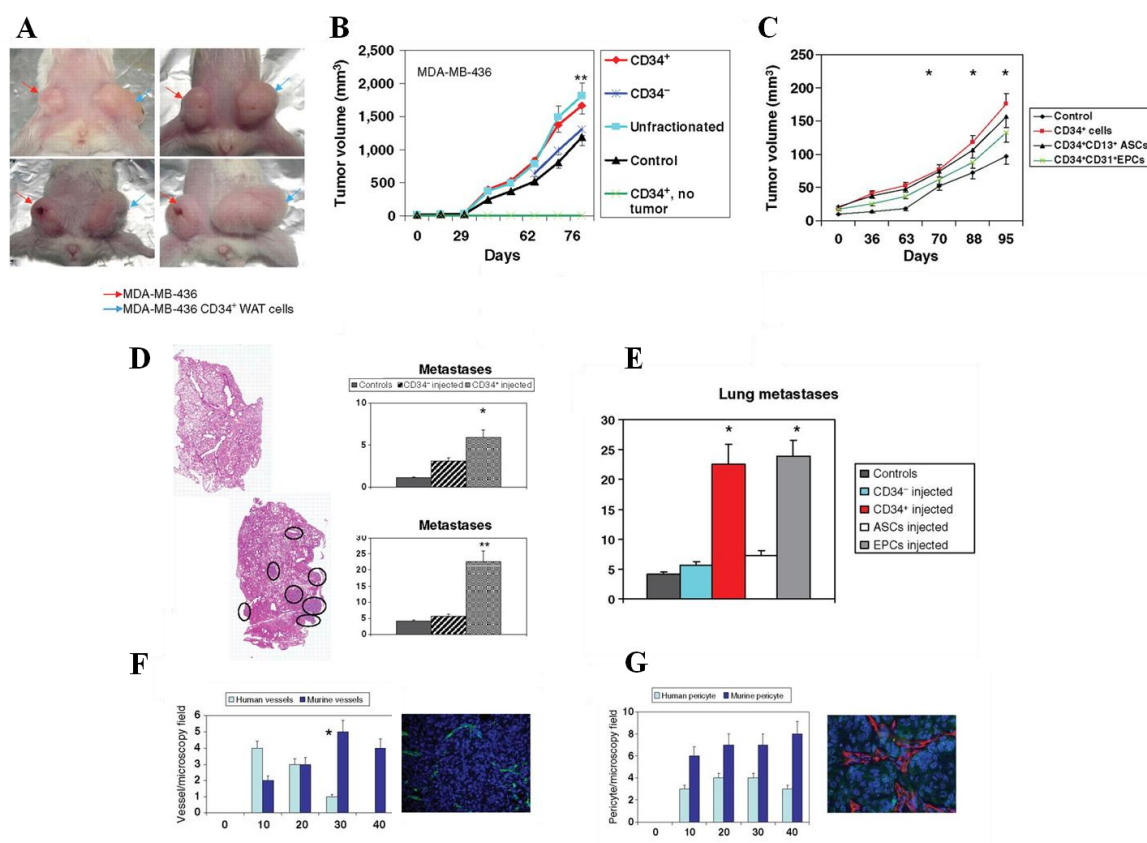 A
MDA-MB-436
MDA-MB-436 CD34⁺ WAT cells
B
Tumor volume (mm³)
2,500
2,000
1,500
1,000
500
0
MDA-MB-436
**
0 29 62 76
Days
CD34⁺
CD34⁻
Unfractionated
Control
CD34⁺, no
tumor
C
Tumor volume (mm³)
250
200
150
100
50
0
* * *
0 36 63 70 88 95
Days
Control
CD34⁺ cells
CD34⁺CD13⁺ ASCs
CD34⁺CD31⁺EPCs
D
Metastases
Controls CD34⁻ injected CD34⁺ injected
10
5
0
*
Metastases
30
25
20
15
10
5
0
**
E
Lung metastases
30
25
20
15
10
5
0
* *
Controls
CD34⁻ injected
CD34⁺ injected
ASCs injected
EPCs injected
F
Human vessels Murine vessels
Vessel/microscopy field
6
5
4
3
2
1
0
*
0 10 20 30 40
G
Human pericyte Murine pericyte
Pericyte/microscopy field
10
8
6
4
2
0
0 10 20 30 40